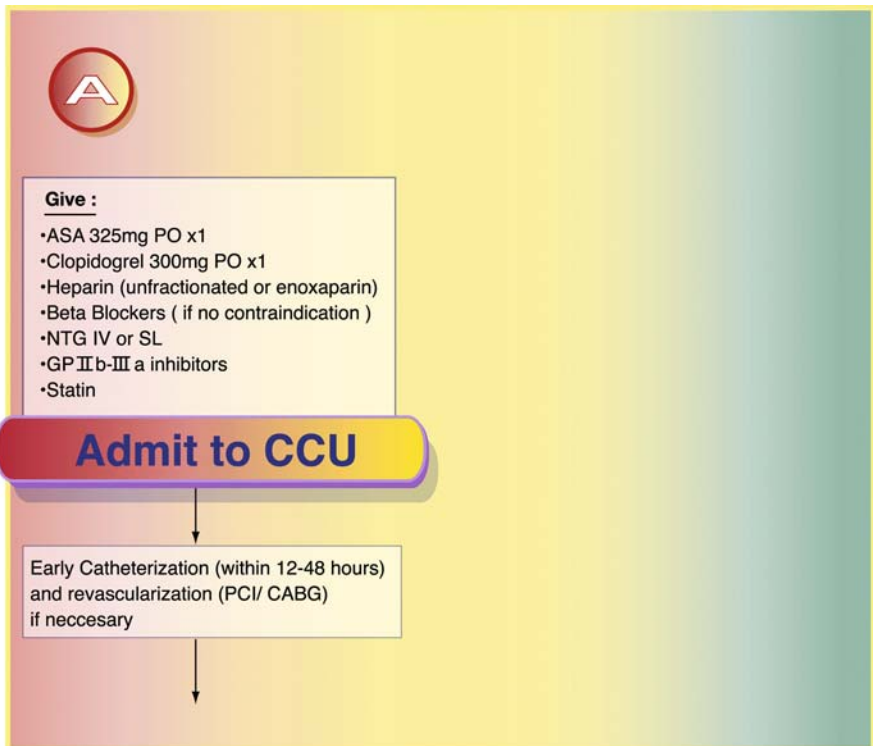 A
Give :
•ASA 325mg PO x1
•Clopidogrel 300mg PO x1
•Heparin (unfractionated or enoxaparin)
•Beta Blockers ( if no contraindication )
•NTG IV or SL
•GPⅡb-Ⅲa inhibitors
•Statin
Admit to CCU
Early Catheterization (within 12-48 hours)
and revascularization (PCI/ CABG)
if neccesary